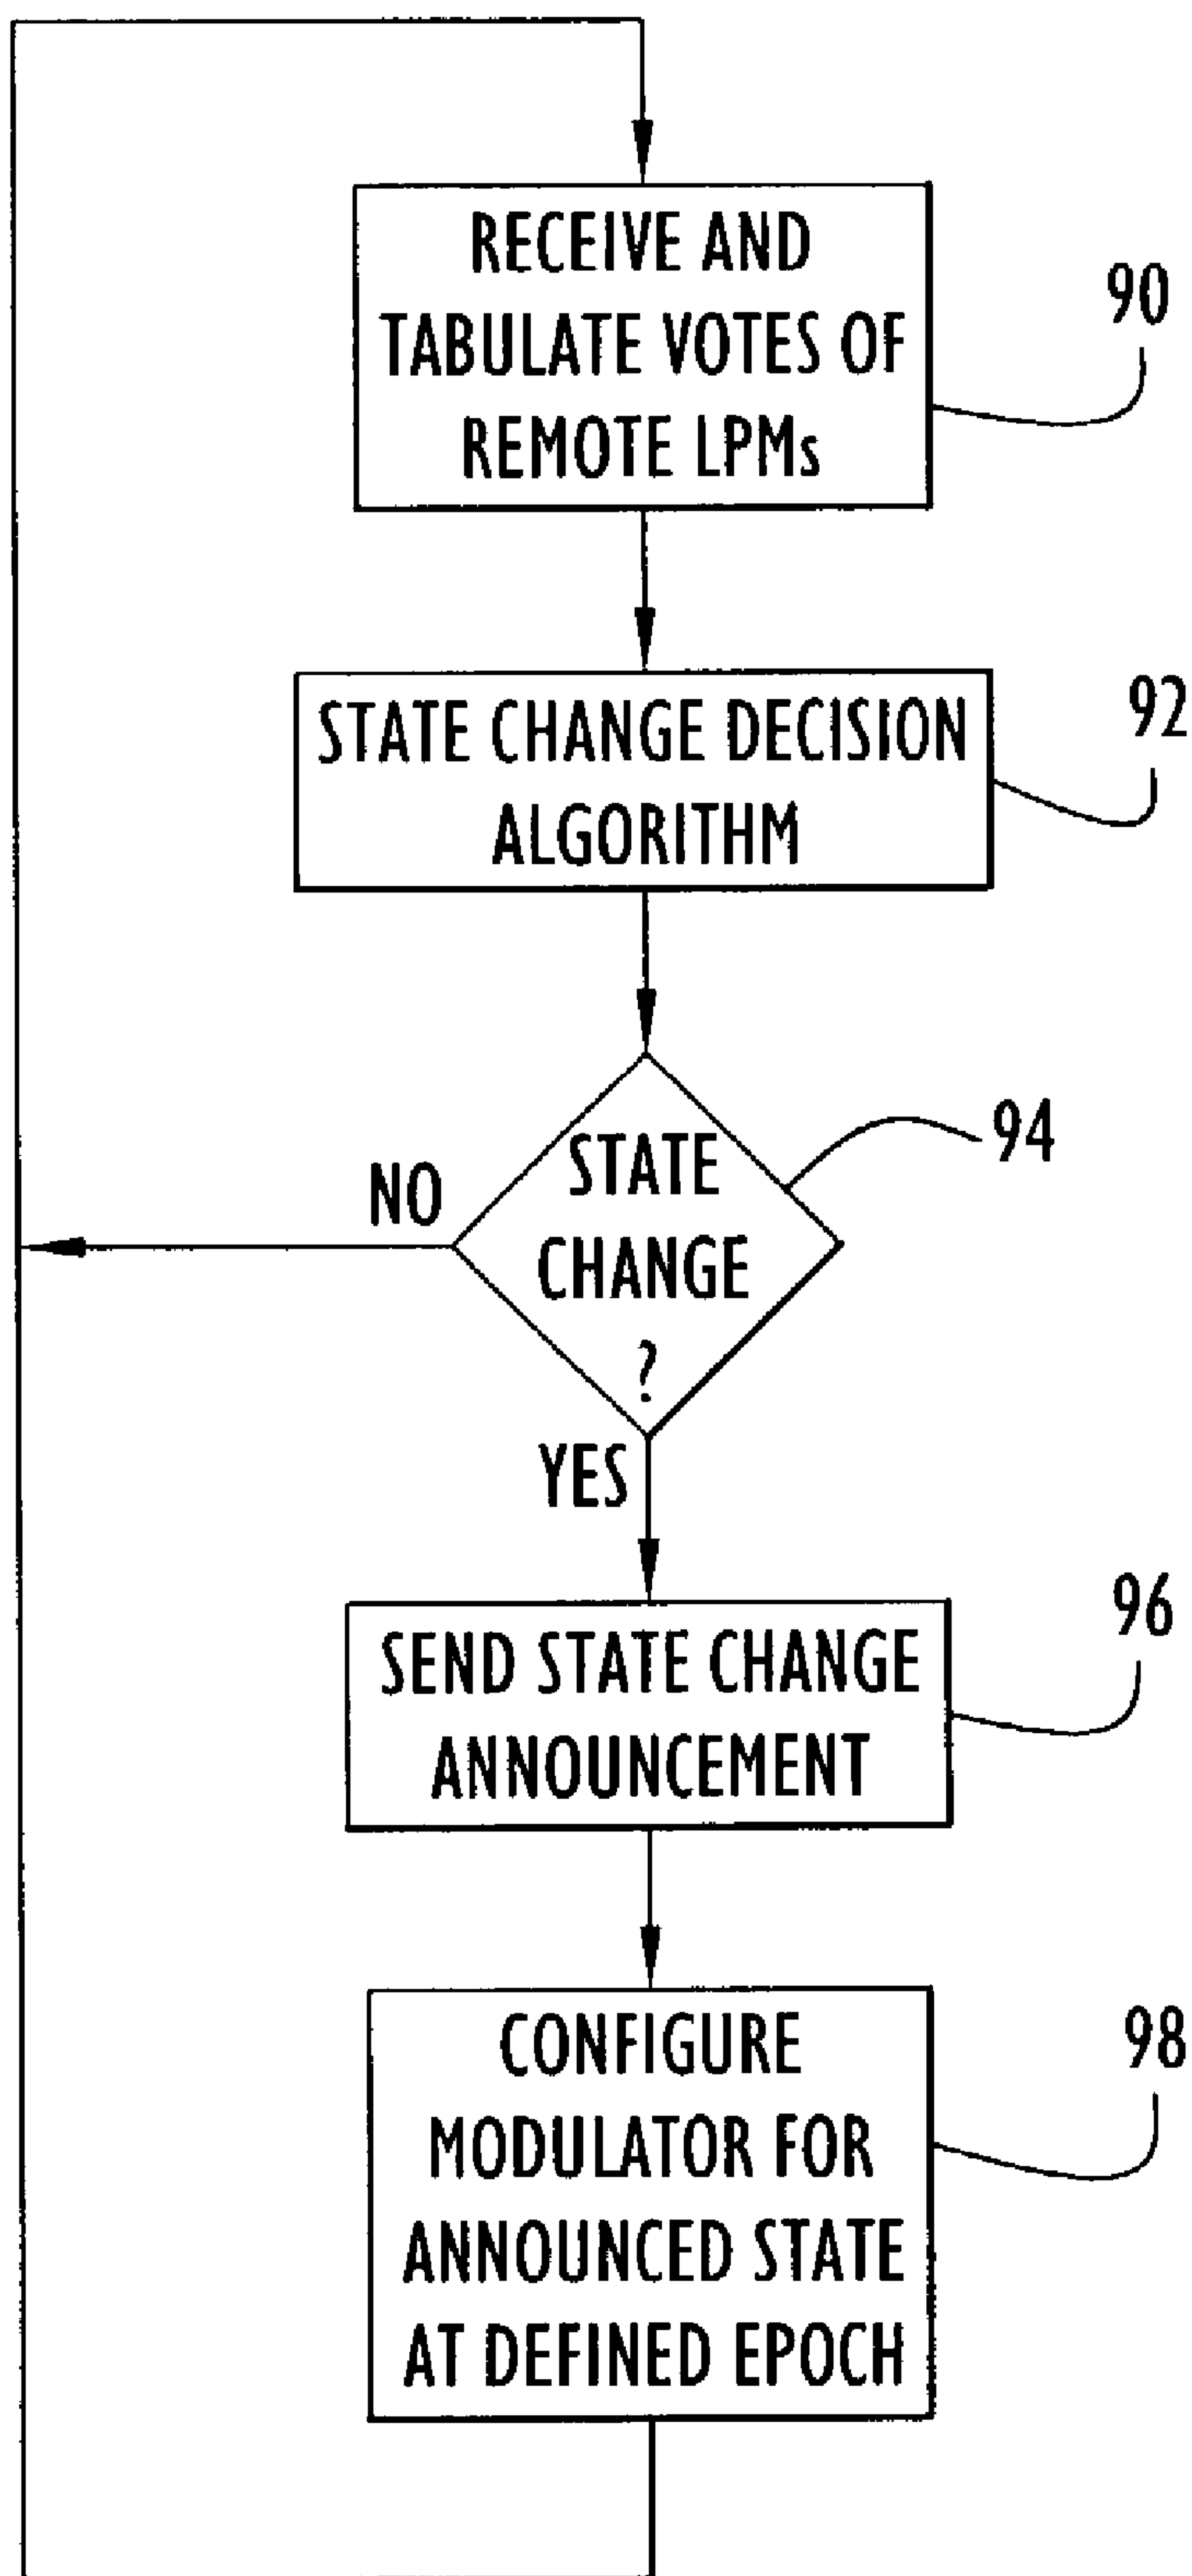 RECEIVE AND
TABULATE VOTES OF
REMOTE LPMs
90
STATE CHANGE DECISION
ALGORITHM
92
STATE
CHANGE
?
94
NO
YES
SEND STATE CHANGE
ANNOUNCEMENT
96
CONFIGURE
MODULATOR FOR
ANNOUNCED STATE
AT DEFINED EPOCH
98